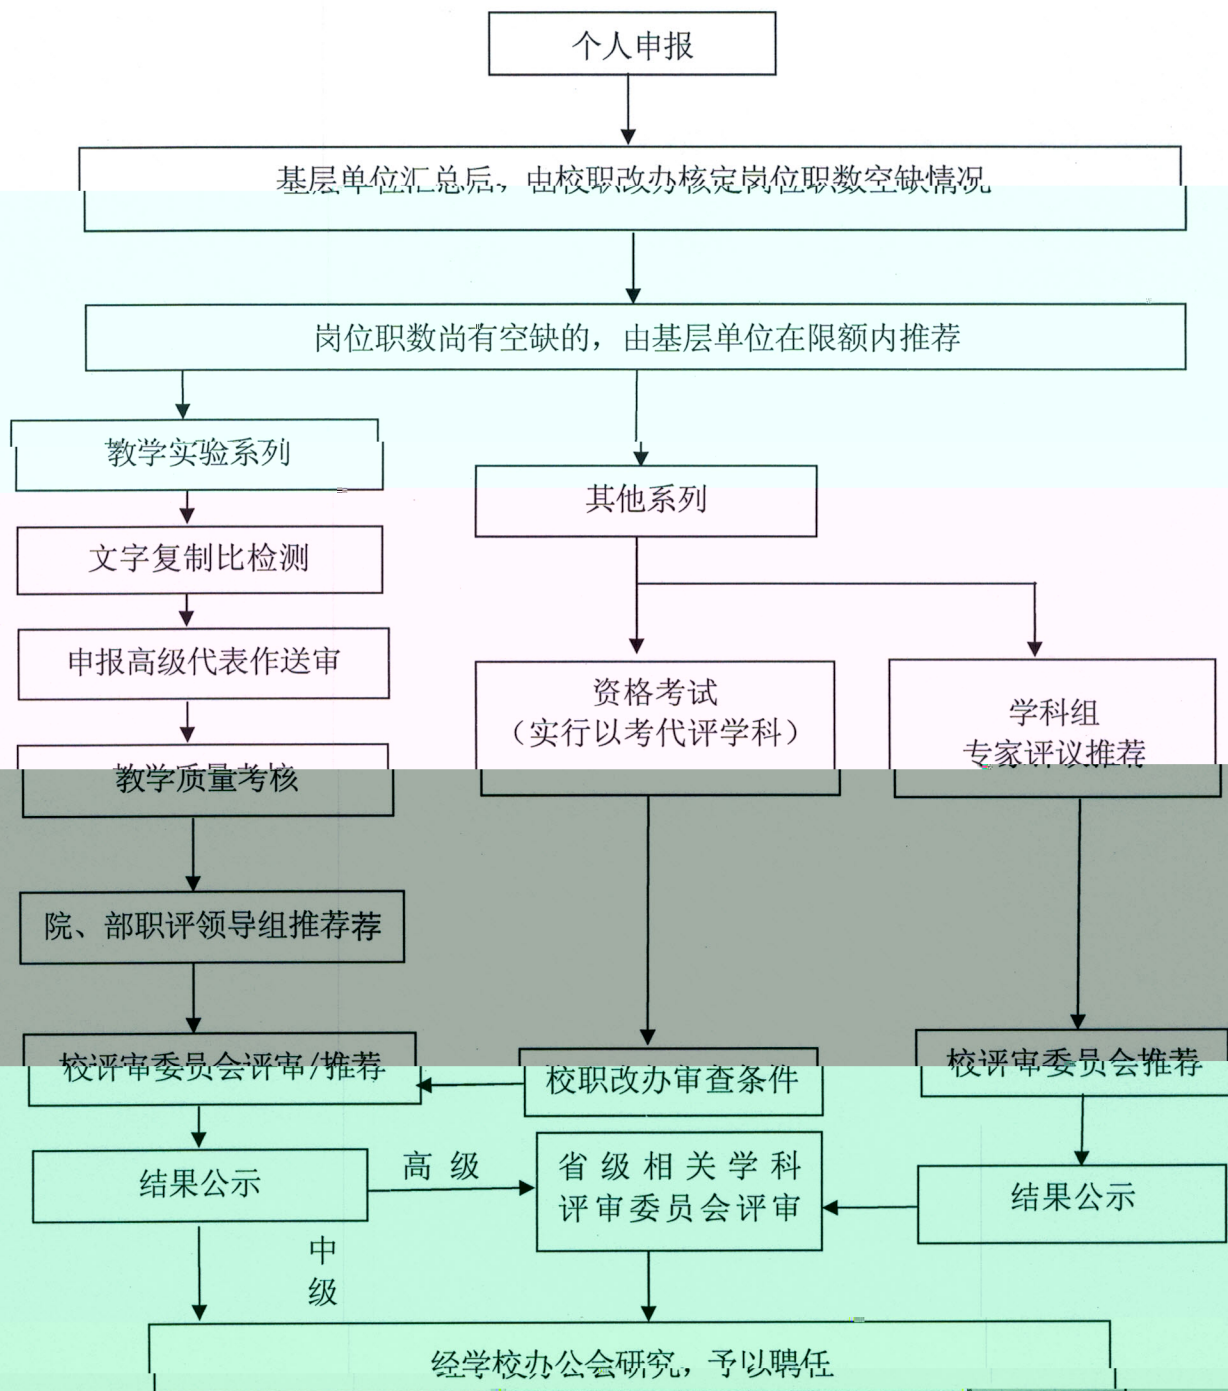 个人申报
基层单位汇总后，由校职改办核定岗位职数空缺情况
岗位职数尚有空缺的，由基层单位在限额内推荐
教学实验系列
其他系列
文字复制比检测
申报高级代表作送审
资格考试
（实行以考代评学科）
学科组
专家评议推荐
教学质量考核
院、部职评领导组推荐荐
校评审委员会评审/推荐
校职改办审查条件
校评审委员会推荐
结果公示
高级
省级相关学科
评审委员会评审
结果公示
中
级
经学校办公会研究，予以聘任